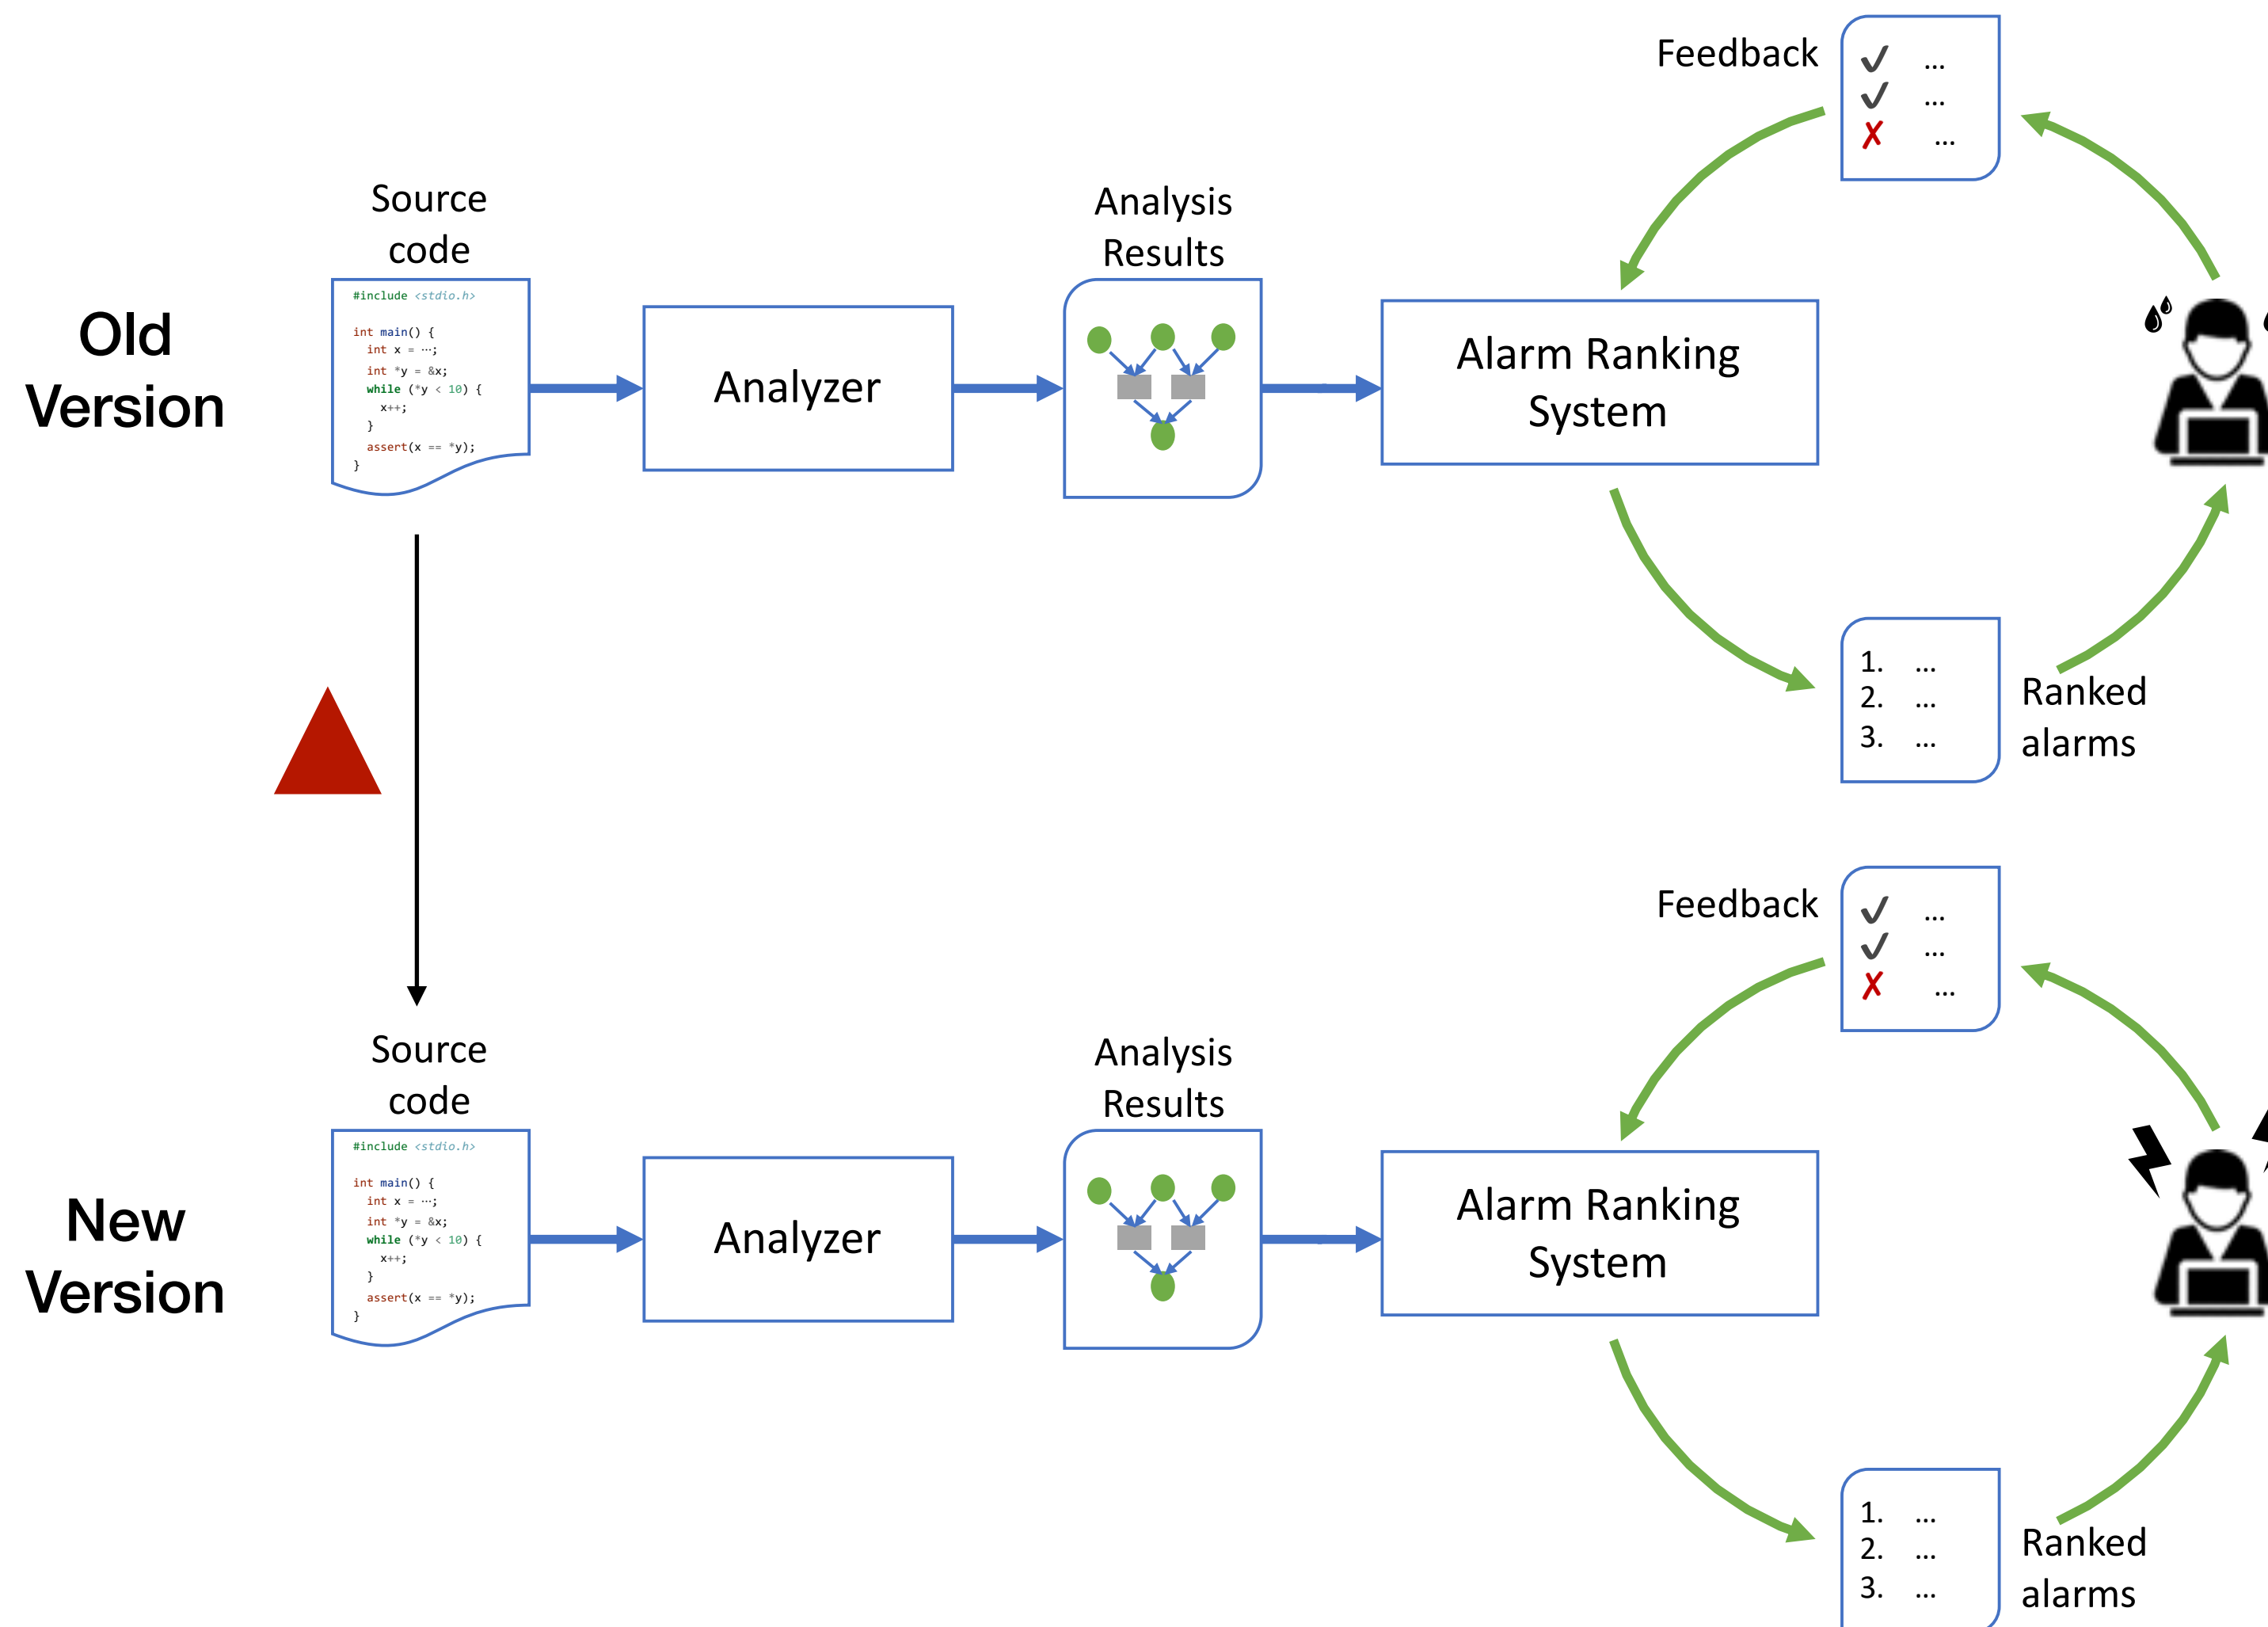 Feedback
✓ ...
✓ ...
✗ ...
Source
code
Analysis
Results
Old
Version
#include <stdio.h>
int main() {
int x = ...;
int *y = &x;
while (*y < 10) {
x++;
}
assert(x == *y);
}
Analyzer
Alarm Ranking
System
1. ...
2. ...
3. ...
Ranked
alarms
Feedback
✓ ...
✓ ...
✗ ...
Source
code
Analysis
Results
New
Version
#include <stdio.h>
int main() {
int x = ...;
int *y = &x;
while (*y < 10) {
x++;
}
assert(x == *y);
}
Analyzer
Alarm Ranking
System
1. ...
2. ...
3. ...
Ranked
alarms